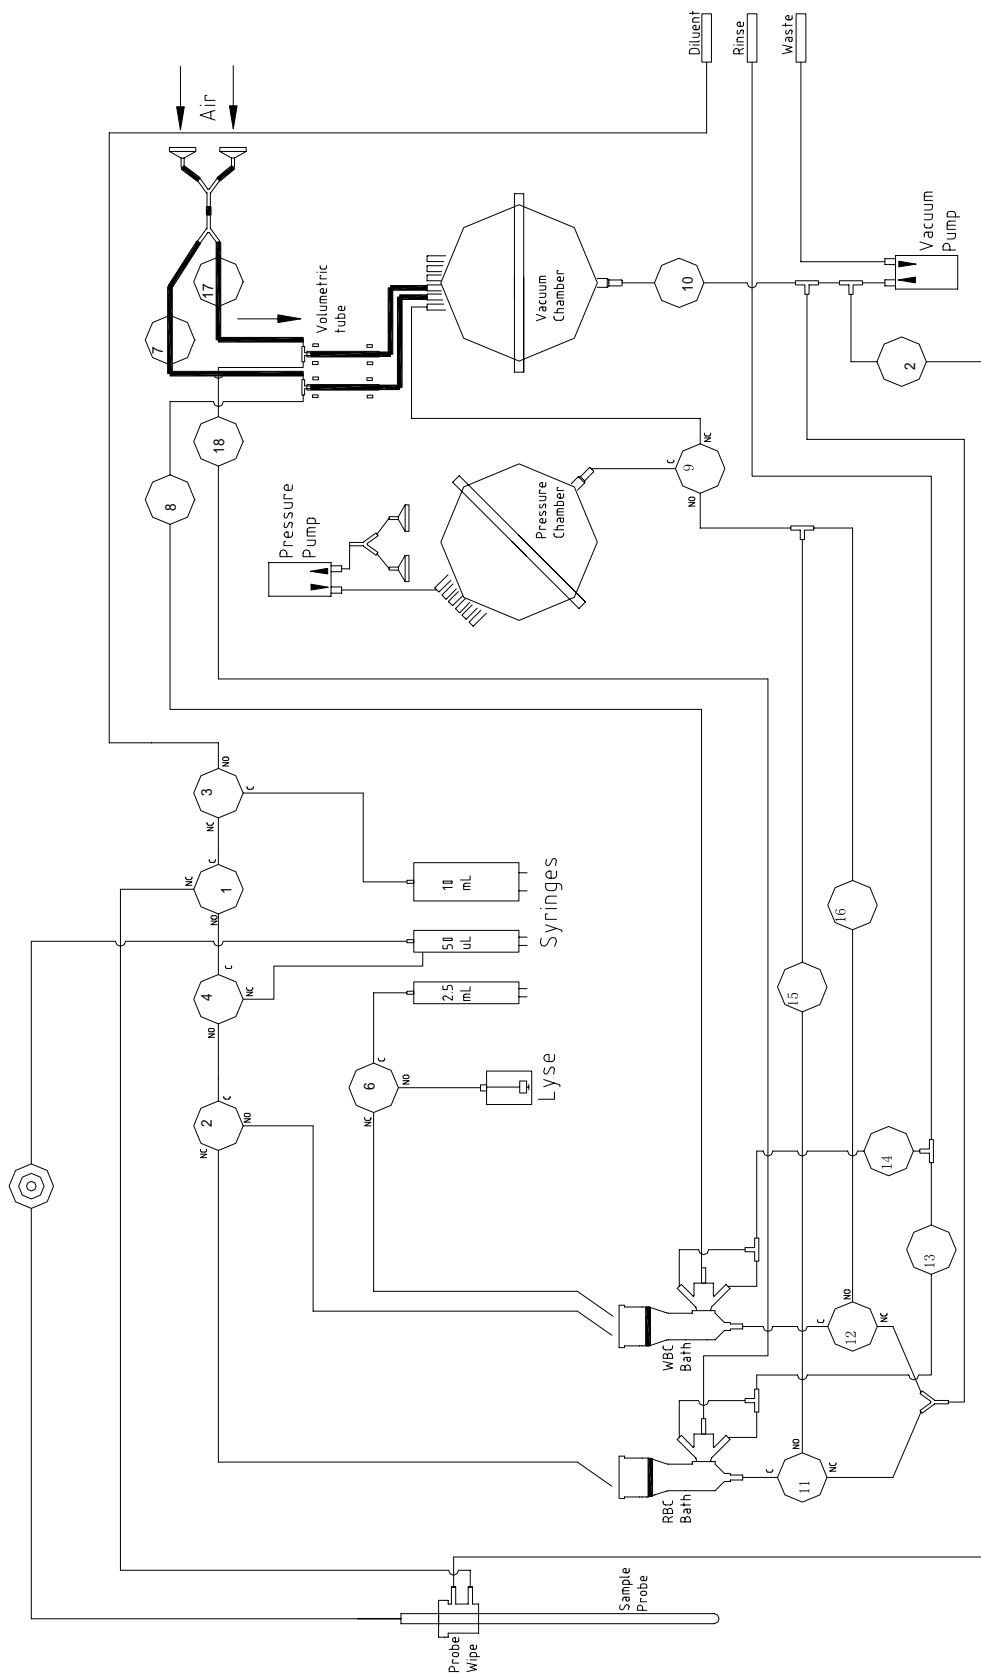 7
8
NC
Air
17
18
NC
2
C
NO
4
C
NO
1
C
NC
3
NO
NO
NC
C
Pressure
Pump
Volumetric
tube
NC
6
C
NO
2.5
mL
50
uL
10
mL
Probe
Wipe
Lyse
Syringes
Pressure
Chamber
Vacuum
Chamber
Sample
Probe
RBC
Bath
WBC
Bath
C
NO
9
NC
10
Diluent
Rinse
Waste
C
11
NO
NC
15
C
12
NO
NC
16
14
13
2
Vacuum
Pump